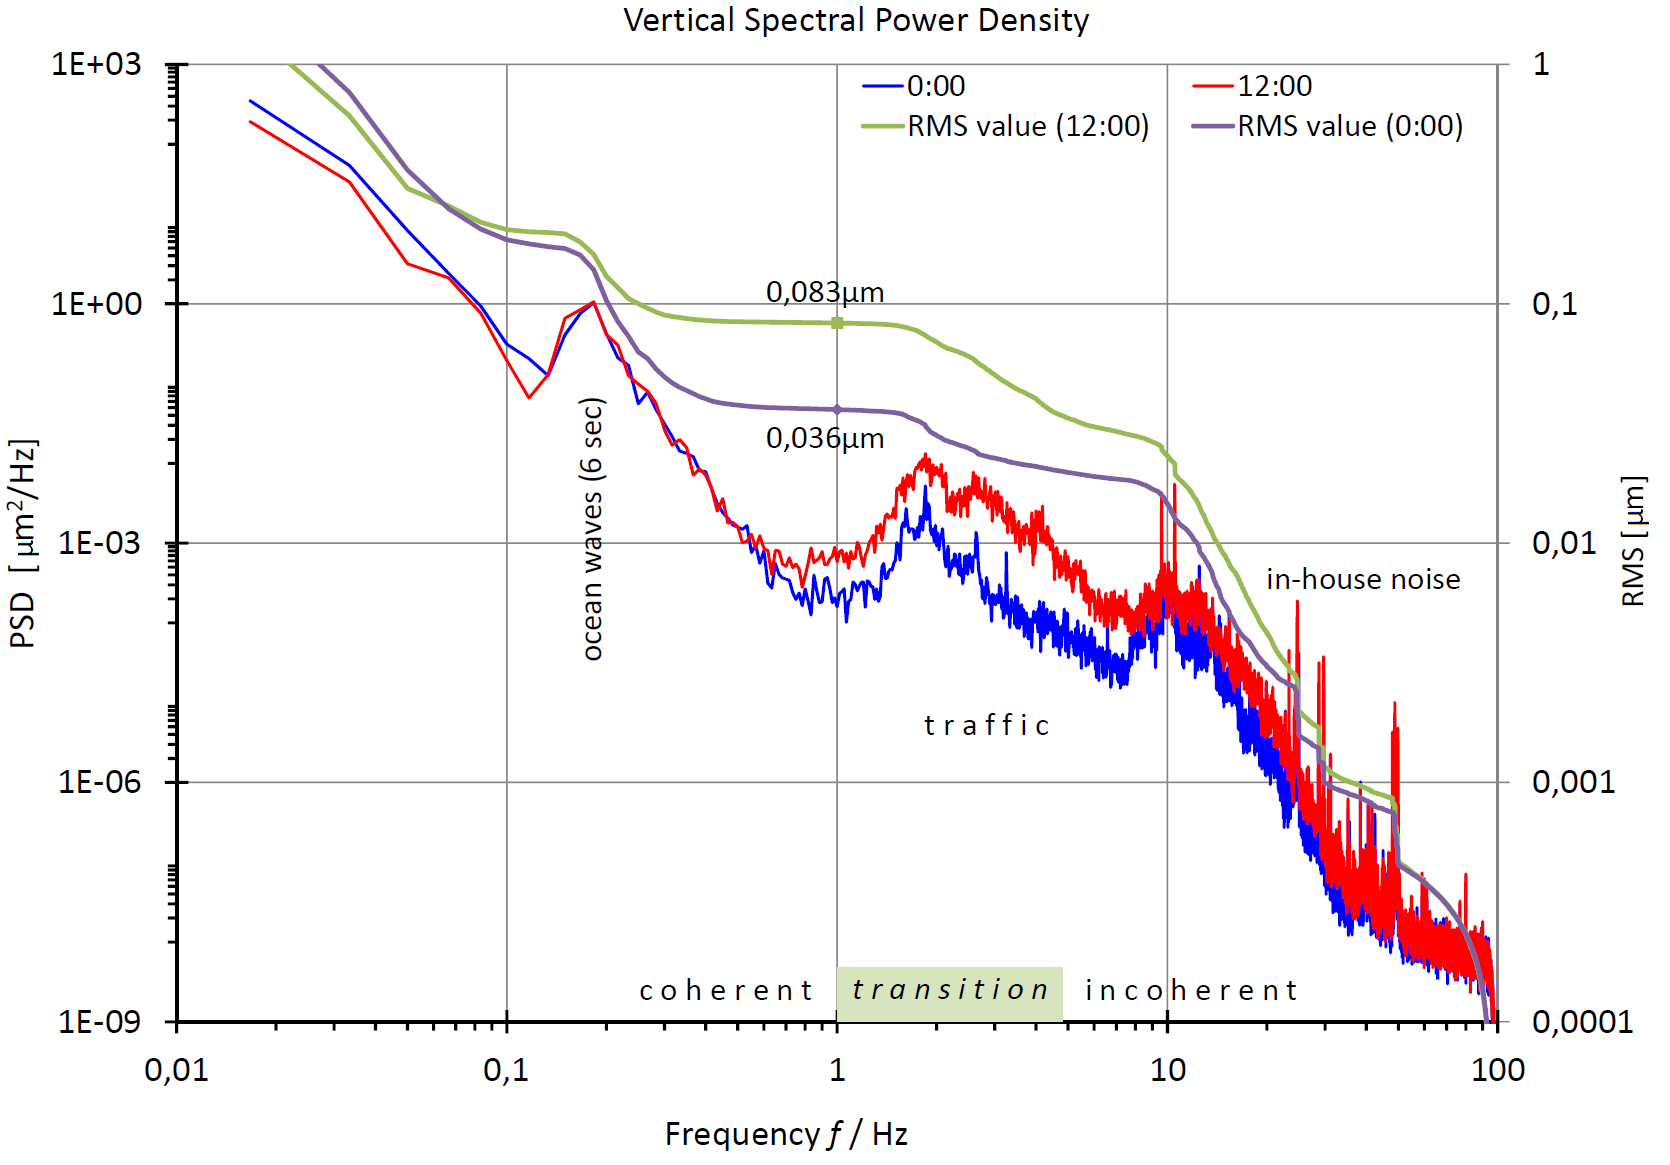 Vertical Spectral Power Density
1E+03
1E+00
1E-03
1E-06
1E-09
PSD [ µm²/Hz]
0:00
12:00
RMS value (12:00)
RMS value (0:00)
0,083µm
0,036µm
ocean waves (6 sec)
in-house noise
traffic
coherent
transition
incoherent
1
0,1
0,01
0,001
0,0001
RMS [ µm]
0,01
0,1
1
10
100
Frequency f / Hz